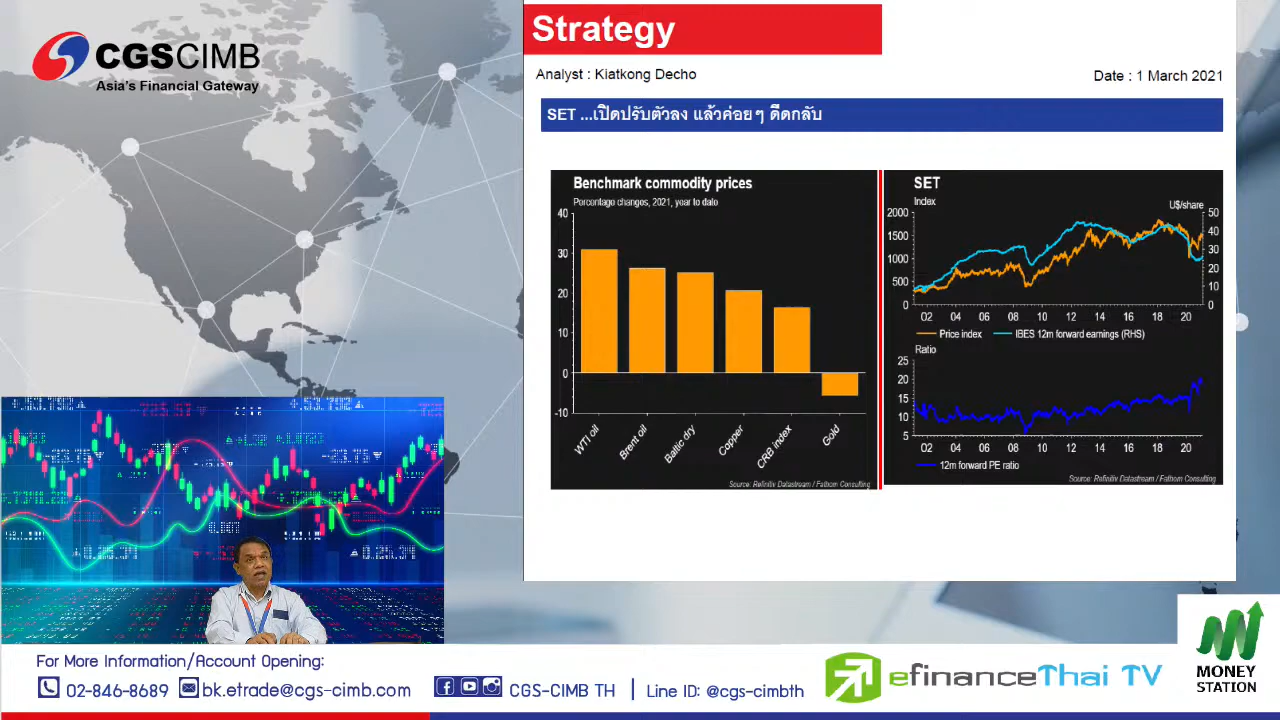 CGSCIMB
Asia's Financial Gateway
Strategy
Analyst : Kiatkong Decho
Date : 1 March 2021
SET ...เปิดปรับตัวลง แล้วค่อยๆ ดีดกลับ
Benchmark commodity prices
Percentage changes, 2021, year to date
40
30
20
10
0
-10
WTI oil
Brent oil
Baltic dry
Copper
CRB index
Gold
Source: Refinitiv Datastream / Fathom Consulting
SET
Index
U$/share
2000
1500
1000
500
0
50
40
30
20
10
0
02 04 06 08 10 12 14 16 18 20
Price index
IBES 12m forward earnings (RHS)
Ratio
25
20
15
10
5
02 04 06 08 10 12 14 16 18 20
12m forward PE ratio
Source: Refinitiv Datastream / Fathom Consulting
For More Information/Account Opening:
02-846-8689
bk.etrade@cgs-cimb.com
CGS-CIMB TH
Line ID: @cgs-cimbth
efinanceThai TV
MONEY
STATION